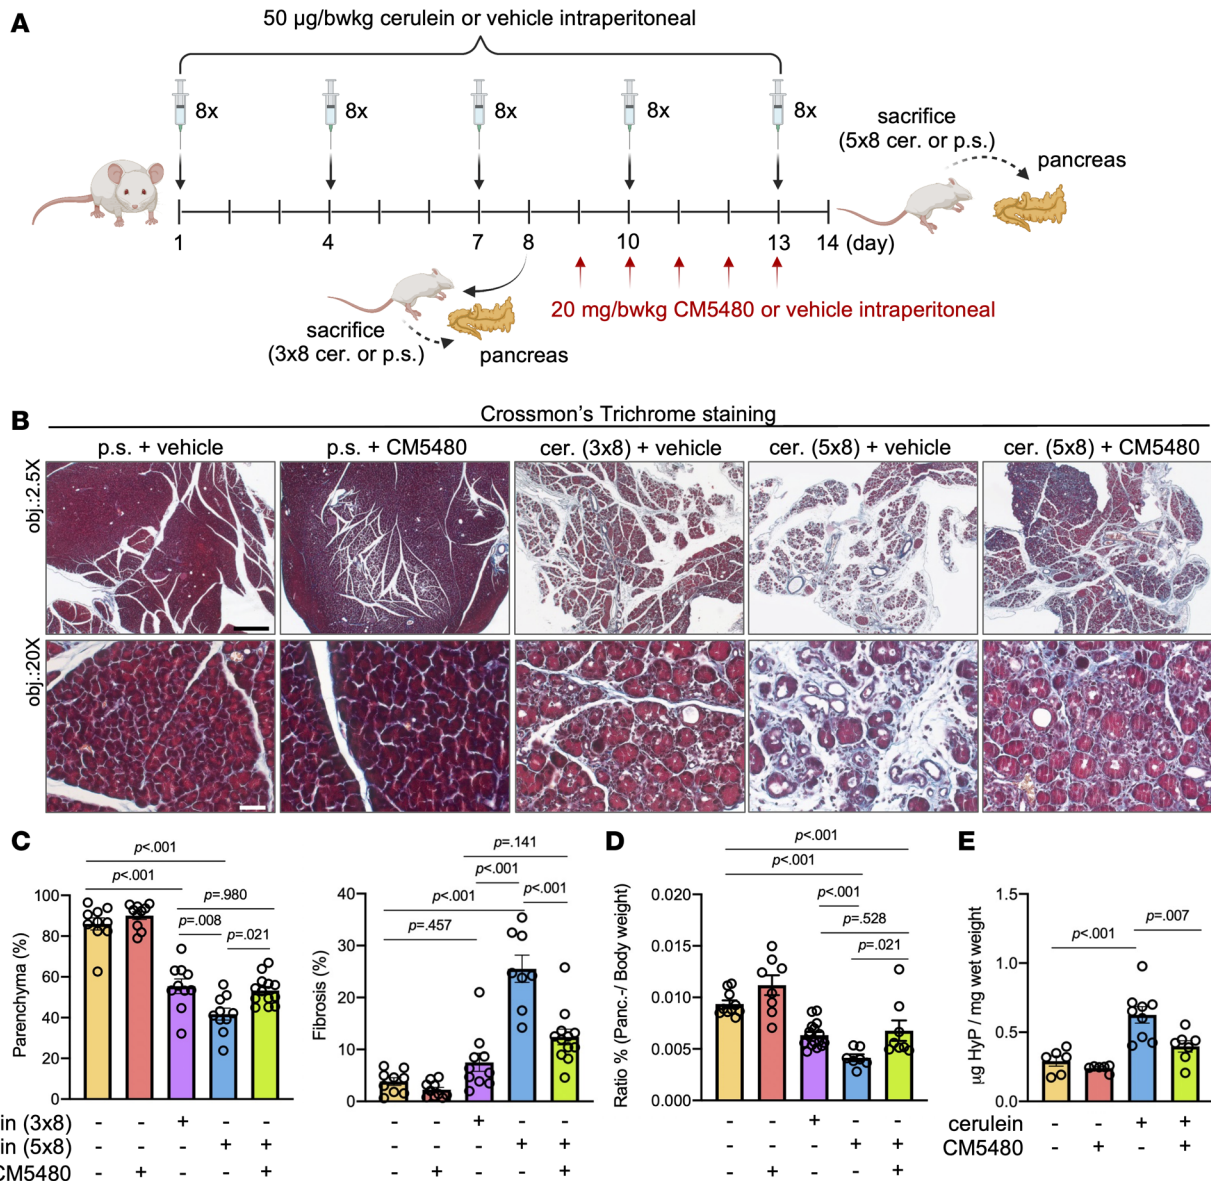 A
50 µg/bwkg cerulein or vehicle intraperitoneal
8x 8x 8x 8x 8x
sacrifice
(5x8 cer. or p.s.)
pancreas
1 4 7 8 10 13 14 (day)
20 mg/bwkg CM5480 or vehicle intraperitoneal
sacrifice
(3x8 cer. or p.s.)
pancreas
B
Crossmon's Trichrome staining
p.s. + vehicle p.s. + CM5480 cer. (3x8) + vehicle cer. (5x8) + vehicle cer. (5x8) + CM5480
obj.:2.5X
obj.:20X
C
p<.001
p<.001
p=.980
p=.008
p=.021
Parenchyma (%)
100
80
60
40
20
0
p=.141
p<.001
p<.001
p<.001
p=.457
Fibrosis (%)
40
30
20
10
0
in (3x8) - - + - -
in (5x8) - - - + +
CM5480 - + - - +
- - + - -
- - - + +
- + - - +
D
p<.001
p<.001
p<.001
p=.528
p=.021
Ratio % (Panc.-/ Body weight)
0.020
0.015
0.010
0.005
0.000
- - + - -
- - - + +
- + - - +
E
p=.007
p<.001
µg HyP / mg wet weight
1.5
1.0
0.5
0.0
cerulein - - + +
CM5480 - + - +